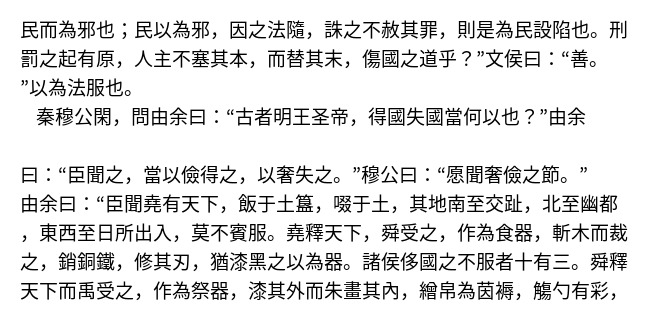 民而為邪也；民以為邪，因之法隨，誅之不赦其罪，則是為民設陷也。刑
罰之起有原，人主不塞其本，而替其末，傷國之道乎？”文侯曰：“善。
”以為法服也。
秦穆公閑，問由余曰：“古者明王圣帝，得國失國當何以也？”由余
曰：“臣聞之，當以儉得之，以奢失之。”穆公曰：“愿聞奢儉之節。”
由余曰：“臣聞堯有天下，飯于土簋，啜于土，其地南至交趾，北至幽都
，東西至日所出入，莫不賓服。堯釋天下，舜受之，作為食器，斬木而裁
之，銷銅鐵，修其刃，猶漆黑之以為器。諸侯侈國之不服者十有三。舜釋
天下而禹受之，作為祭器，漆其外而朱畫其內，繒帛為茵褥，觴勺有彩，